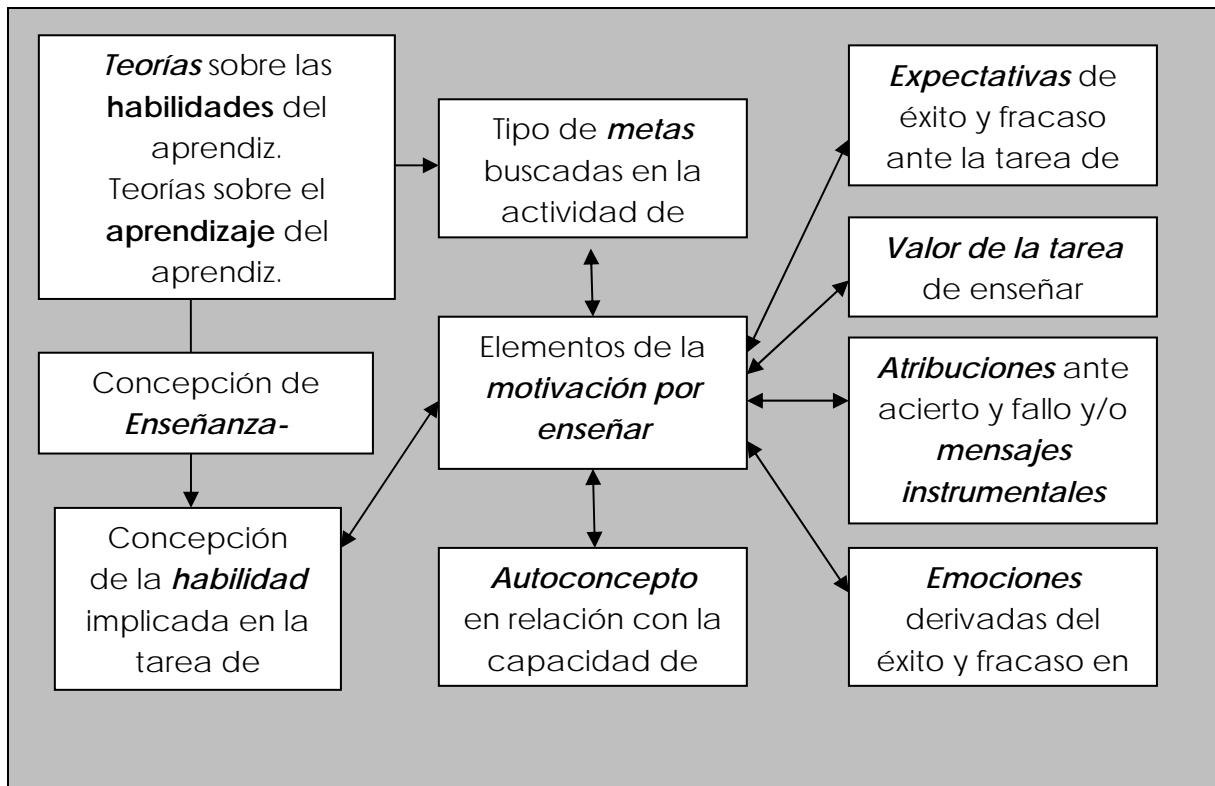 Teorías sobre las
habilidades del
aprendiz.
Teorías sobre el
aprendizaje del
aprendiz.
Concepción de
Enseñanza-
Concepción
de la habilidad
implicada en la
tarea de
Tipo de metas
buscadas en la
actividad de
Elementos de la
motivación por
enseñar
Autoconcepto
en relación con la
capacidad de
Expectativas de
éxito y fracaso
ante la tarea de
Valor de la tarea
de enseñar
Atribuciones ante
acierto y fallo y/o
mensajes
instrumentales
Emociones
derivadas del
éxito y fracaso en